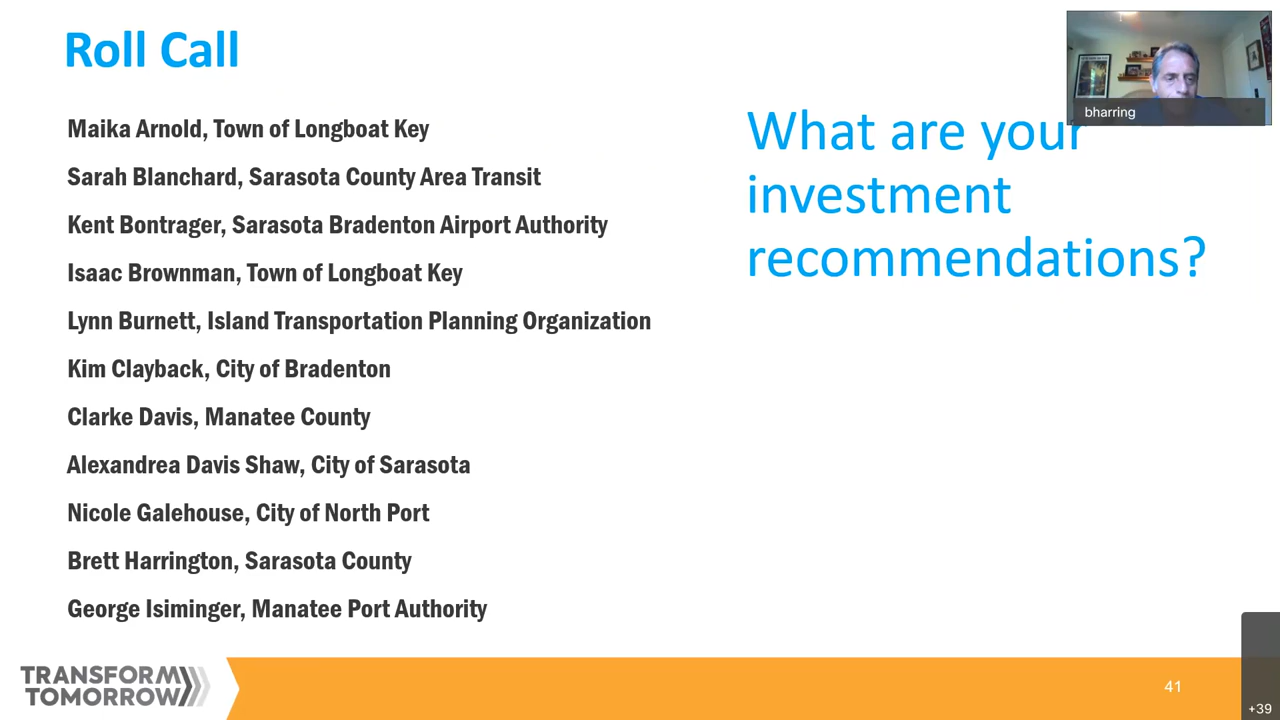 Roll Call
Maika Arnold, Town of Longboat Key
Sarah Blanchard, Sarasota County Area Transit
Kent Bontrager, Sarasota Bradenton Airport Authority
Isaac Brownman, Town of Longboat Key
Lynn Burnett, Island Transportation Planning Organization
Kim Clayback, City of Bradenton
Clarke Davis, Manatee County
Alexandrea Davis Shaw, City of Sarasota
Nicole Galehouse, City of North Port
Brett Harrington, Sarasota County
George Isiminger, Manatee Port Authority
What are your
investment
recommendations?
bharring
TRANSFORM
TOMORROW
41
+39